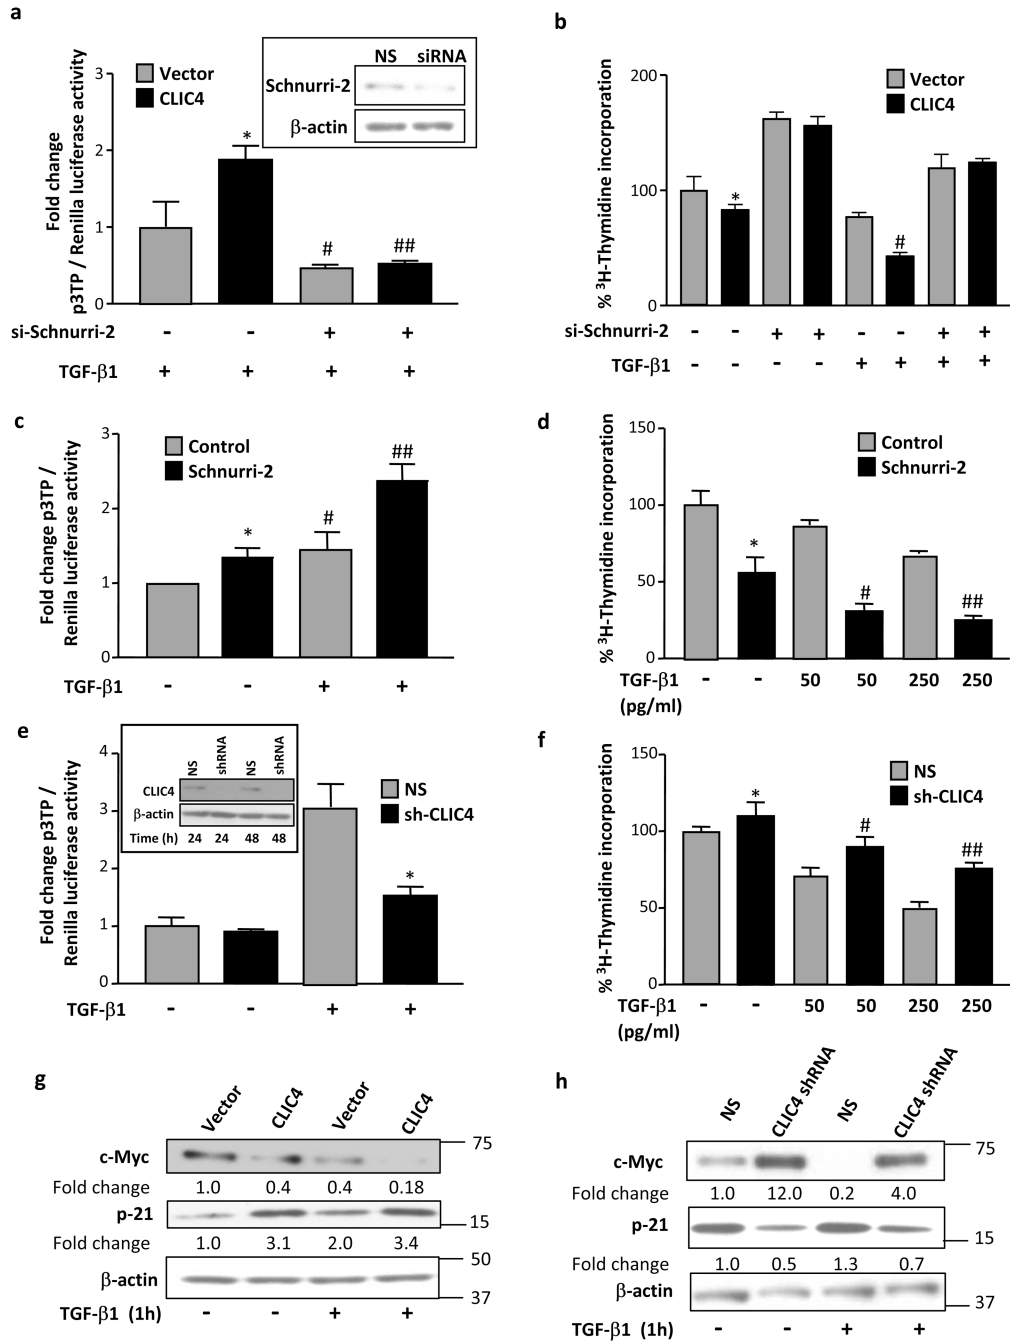 a
Fold change
p3TP / Renilla luciferase activity
3
2
1
0
Vector
CLIC4
NS siRNA
Schnurri-2
β-actin
*
#
##
si-Schnurri-2 - - + +
TGF-β1 + + + +
b
% ³H-Thymidine incorporation
200
100
0
Vector
CLIC4
*
#
si-Schnurri-2 - - + + - - + +
TGF-β1 - - - - + + + +
c
Fold change p3TP /
Renilla luciferase activity
3
2
1
0
Control
Schnurri-2
*
#
##
TGF-β1 - - + +
d
% ³H-Thymidine incorporation
150
100
50
0
Control
Schnurri-2
*
#
##
TGF-β1 - - 50 50 250 250
(pg/ml)
e
Fold change p3TP /
Renilla luciferase activity
4
3
2
1
0
NS shRNA NS shRNA
CLIC4
β-actin
Time (h) 24 24 48 48
NS
sh-CLIC4
*
TGF-β1 - - + +
f
% ³H-Thymidine incorporation
150
100
50
0
NS
sh-CLIC4
*
#
##
TGF-β1 - - 50 50 250 250
(pg/ml)
g
Vector CLIC4 Vector CLIC4
c-Myc 75
Fold change 1.0 0.4 0.4 0.18
p-21 15
Fold change 1.0 3.1 2.0 3.4
50
β-actin
37
TGF-β1 (1h) - - + +
h
NS CLIC4 shRNA NS CLIC4 shRNA
75
c-Myc
Fold change 1.0 12.0 0.2 4.0
p-21 15
Fold change 1.0 0.5 1.3 0.7
β-actin 37
TGF-β1 (1h) - - + +